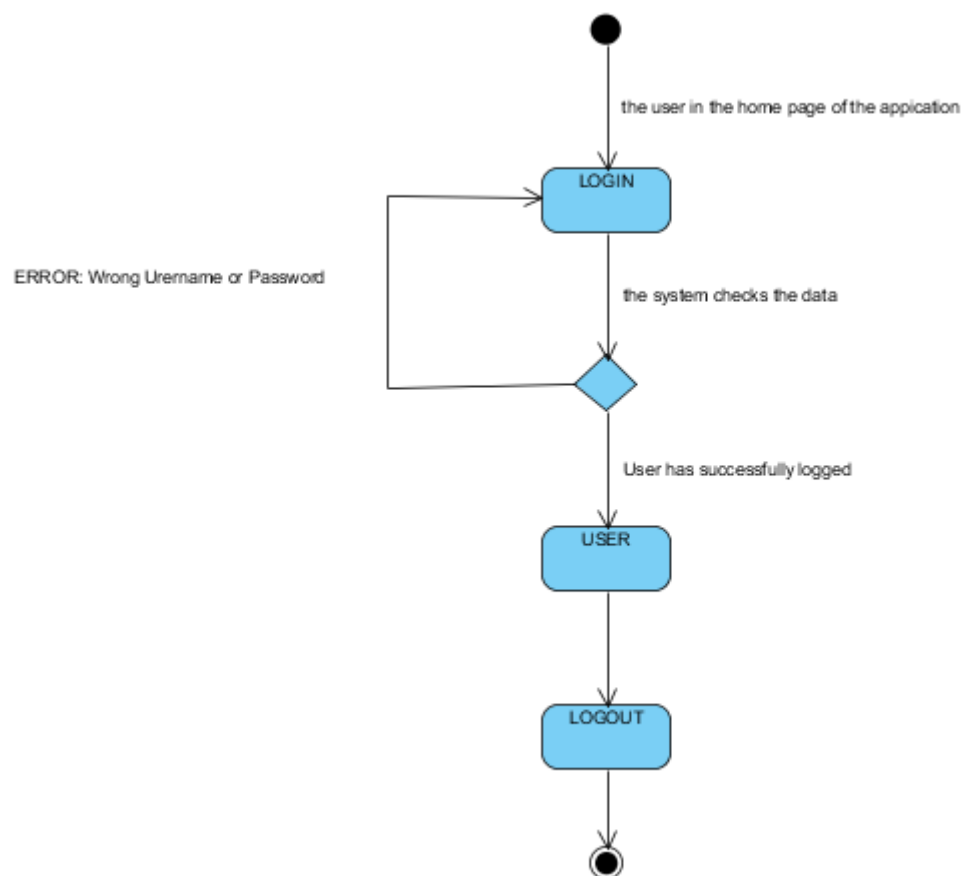 the user in the home page of the appication
LOGIN
ERROR: Wrong Urername or Password
the system checks the data
User has successfully logged
USER
LOGOUT